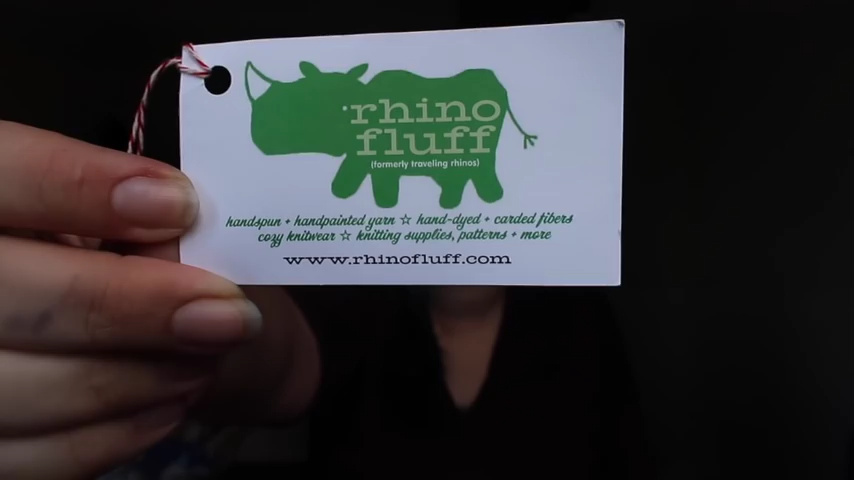 rhino
fluff
(formerly traveling rhinos)
handspun + handpainted yarn ☆ hand-dyed + carded fibers
cozy knitwear ☆ knitting supplies, patterns + more
www.rhinofluff.com